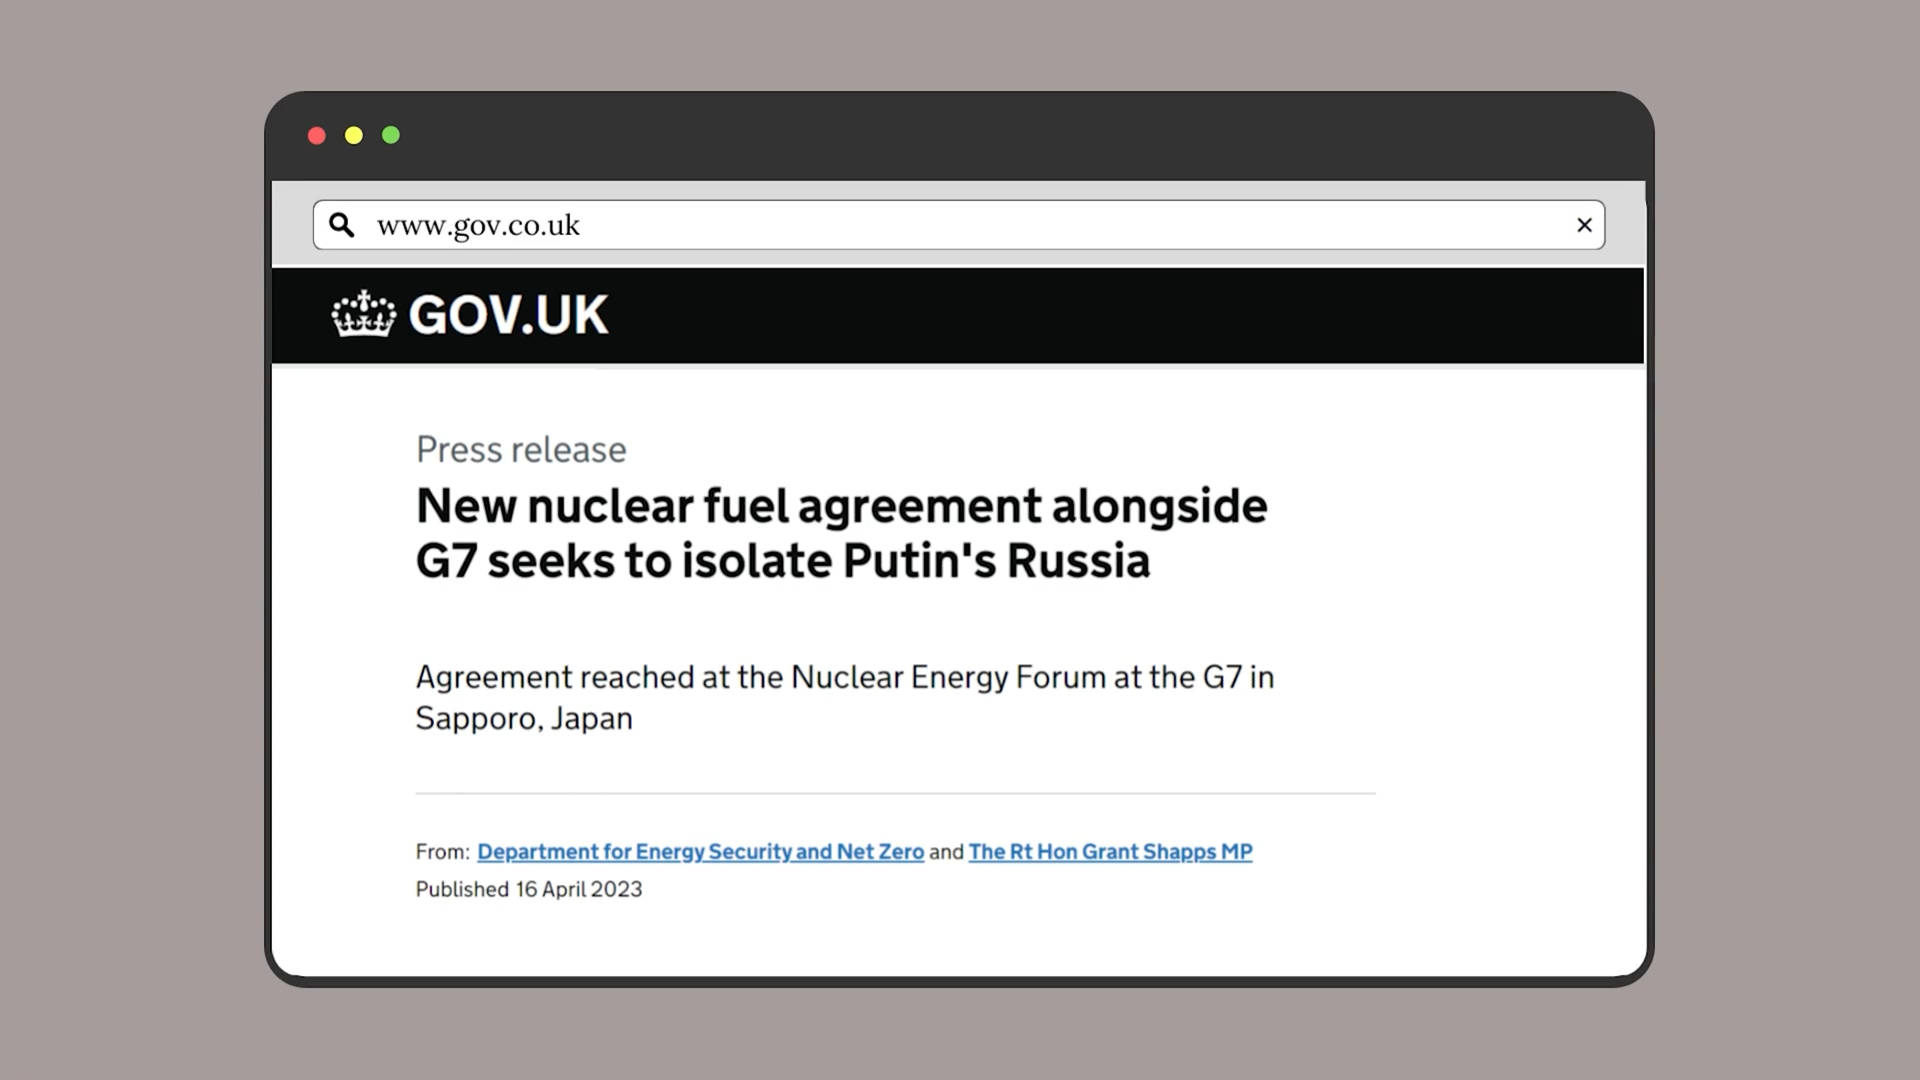 www.gov.co.uk
GOV.UK
Press release
New nuclear fuel agreement alongside
G7 seeks to isolate Putin's Russia
Agreement reached at the Nuclear Energy Forum at the G7 in
Sapporo, Japan
From: Department for Energy Security and Net Zero and The Rt Hon Grant Shapps MP
Published 16 April 2023